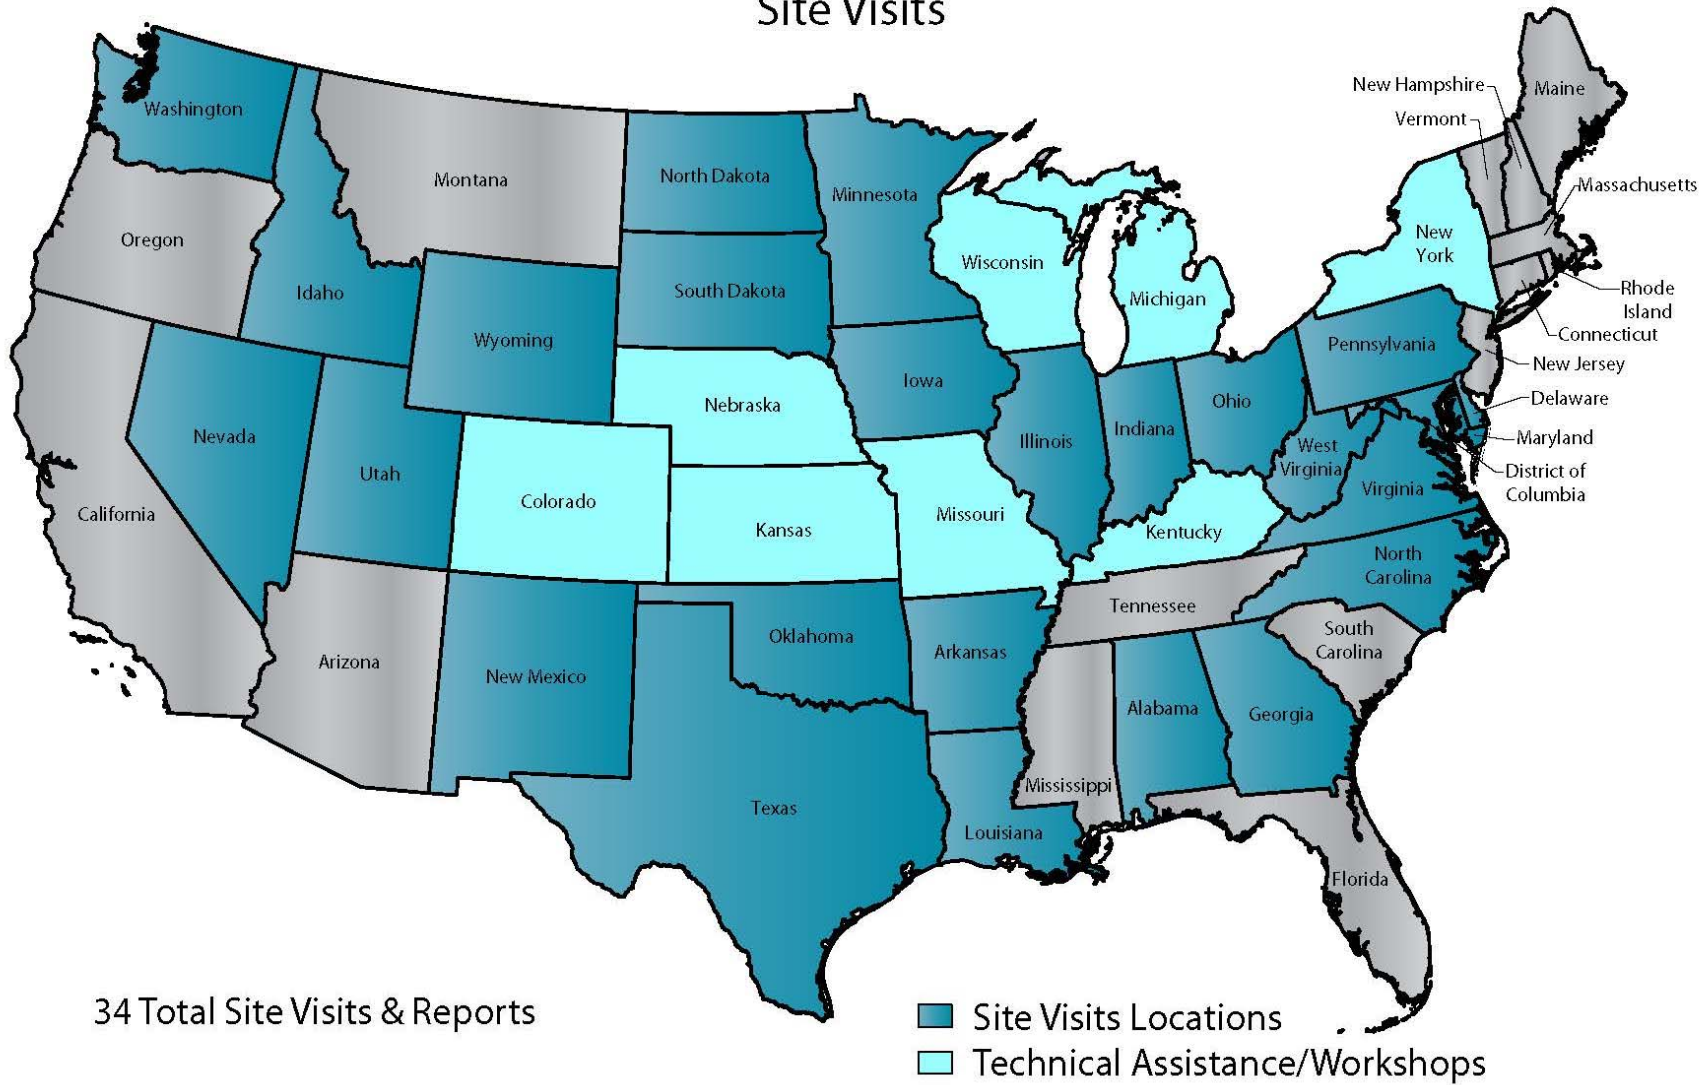 Site Visits
Washington
Oregon
California
Nevada
Idaho
Montana
Wyoming
Utah
Arizona
Colorado
New Mexico
North Dakota
South Dakota
Nebraska
Kansas
Oklahoma
Texas
Minnesota
Iowa
Missouri
Arkansas
Louisiana
Wisconsin
Illinois
Michigan
Indiana
Ohio
Kentucky
Tennessee
Mississippi
Alabama
Georgia
Florida
South
Carolina
North
Carolina
Virginia
West
Virginia
Pennsylvania
New
York
Maine
New Hampshire
Vermont
Massachusetts
Rhode
Island
Connecticut
New Jersey
Delaware
Maryland
District of
Columbia
34 Total Site Visits & Reports
Site Visits Locations
Technical Assistance/Workshops